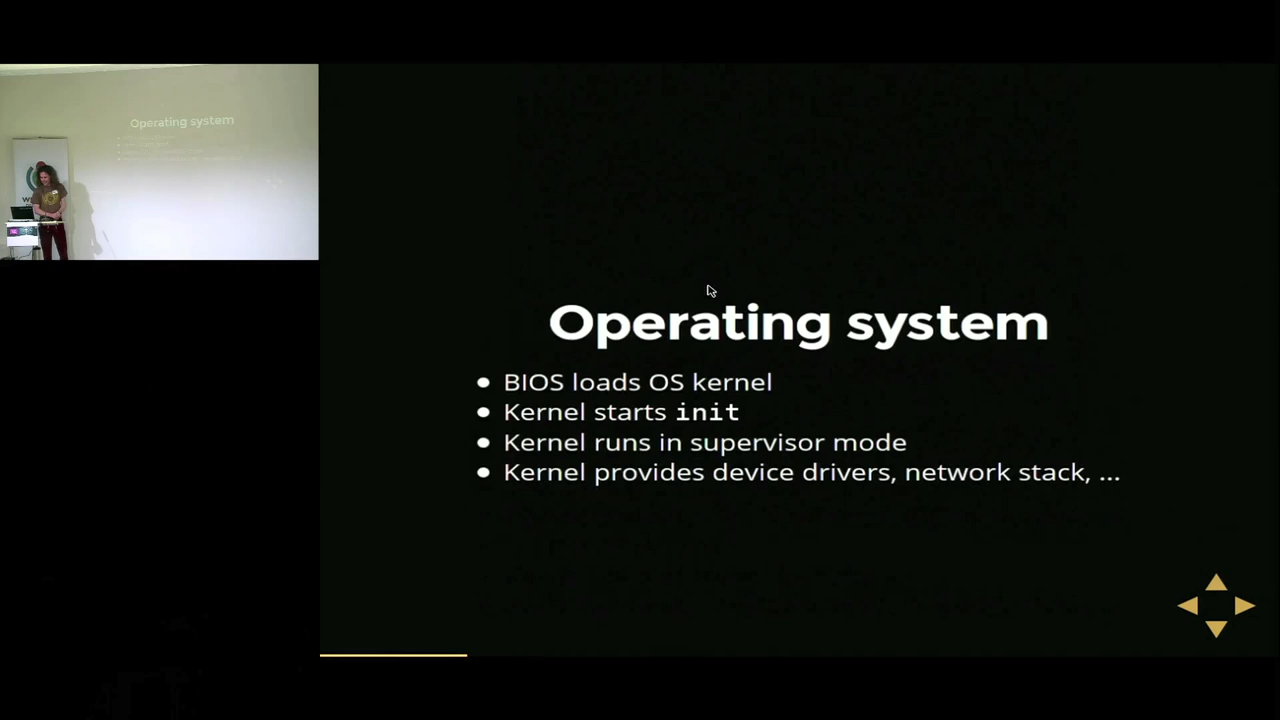 Operating system
Operating system
• BIOS loads OS kernel
• Kernel starts init
• Kernel runs in supervisor mode
• Kernel provides device drivers, network stack, ...